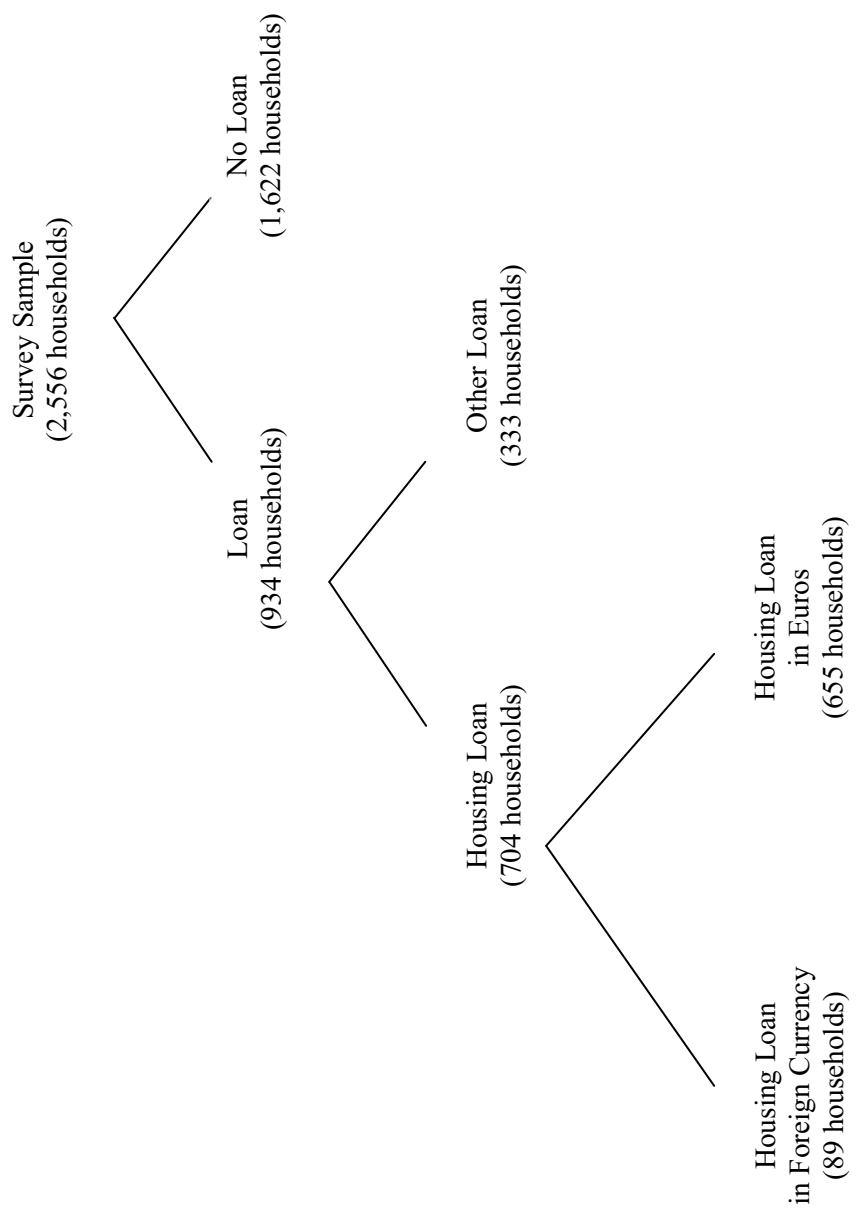 Survey Sample
(2,556 households)
Loan
(934 households)
No Loan
(1,622 households)
Housing Loan
(704 households)
Other Loan
(333 households)
Housing Loan
in Foreign Currency
(89 households)
Housing Loan
in Euros
(655 households)